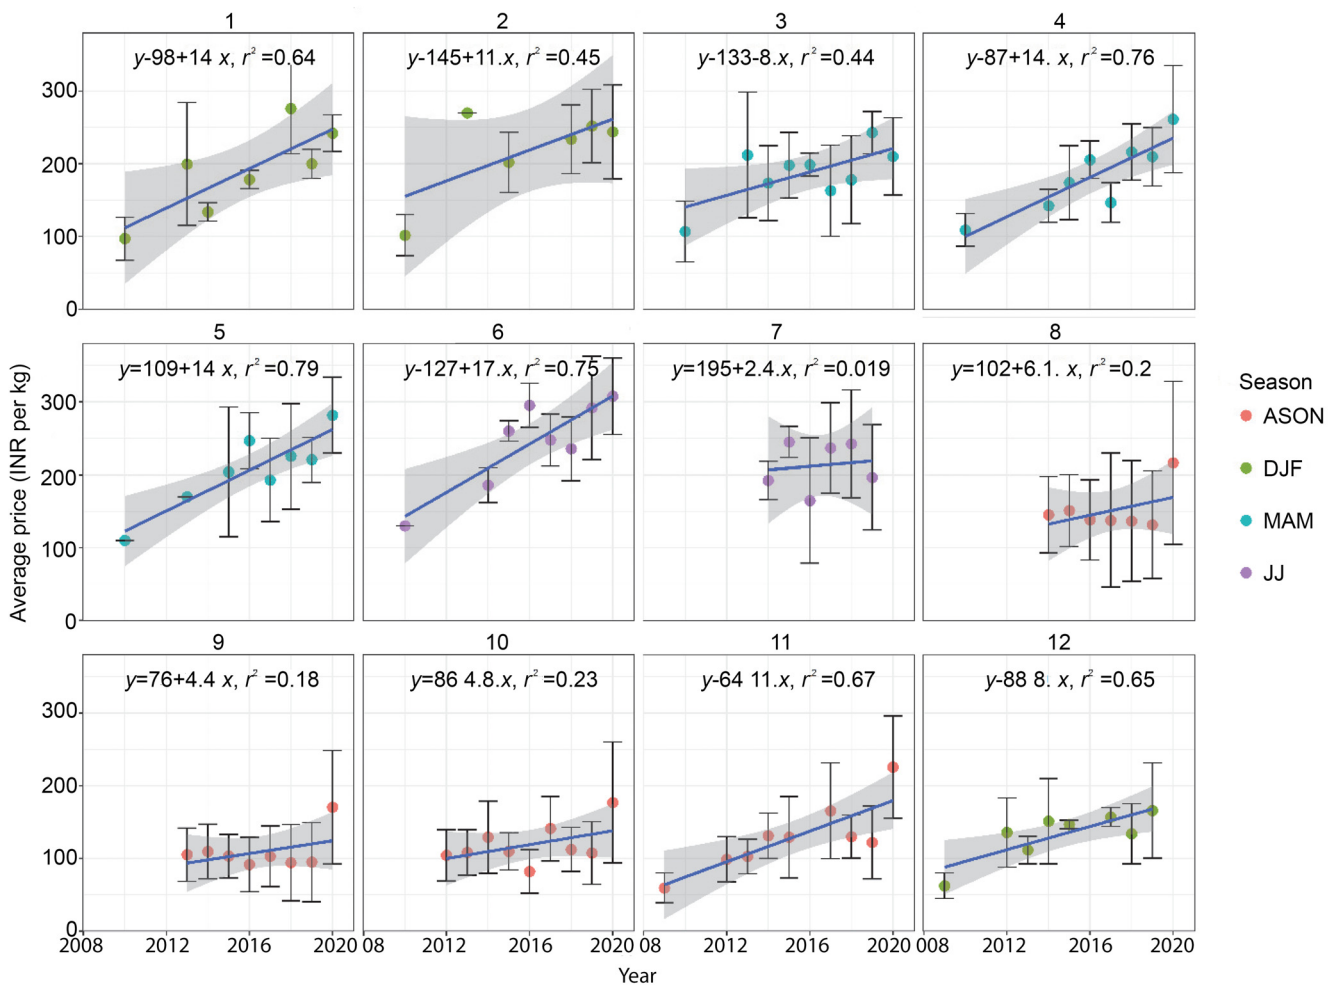 1 2 3 4
y-98+14 x, r²=0.64 y-145+11.x, r²=0.45 y-133-8.x, r²=0.44 y-87+14. x, r²=0.76
300
200
100
0
5 6 7 8
y=109+14 x, r²=0.79 y-127+17.x, r²=0.75 y=195+2.4.x, r²=0.019 y=102+6.1. x, r²=0.2
300
200
100
0
9 10 11 12
y=76+4.4 x, r²=0.18 y=86 4.8.x, r²=0.23 y-64 11.x, r²=0.67 y-88 8. x, r²=0.65
300
200
100
0
2008 2012 2016 2020 08 2012 2016 2020 08 2012 2016 2020 2008 2012 2016 2020
Year
Average price (INR per kg)
Season
ASON
DJF
MAM
JJ